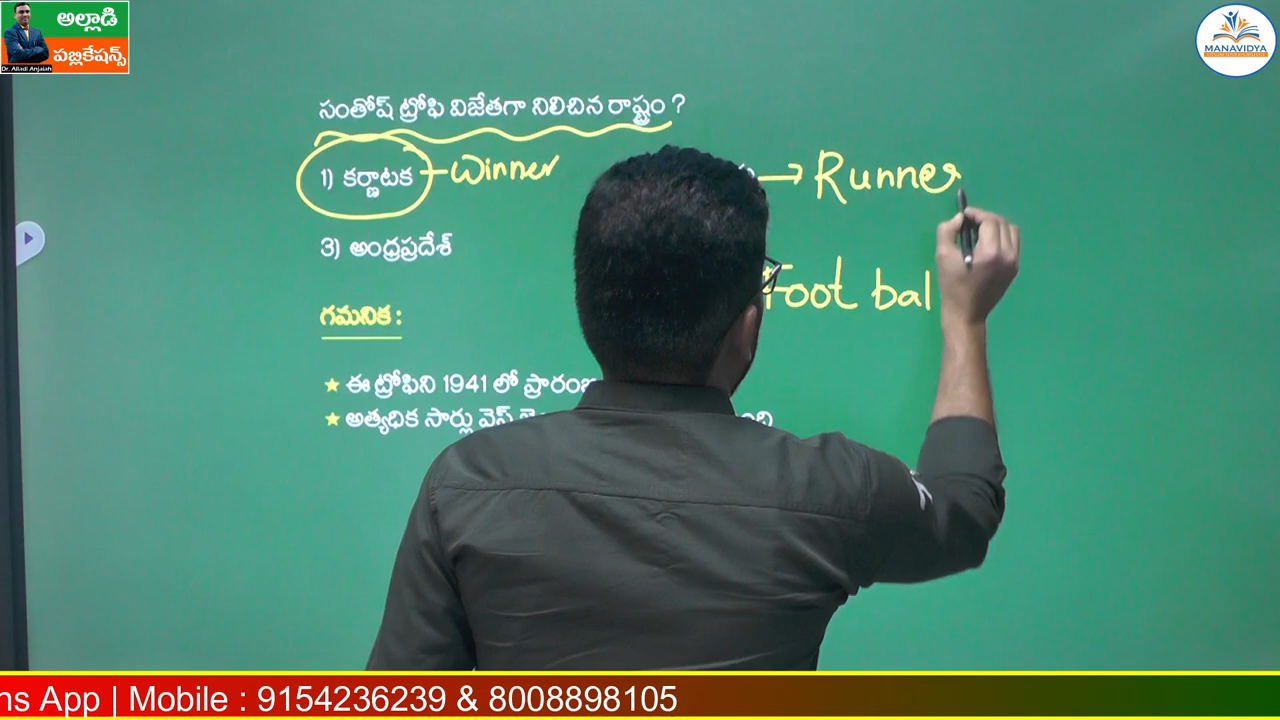 అల్లాడి
పబ్లికేషన్స్
Dr. Alladi Anjaiah
MANAVIDYA
సంతోష్ ట్రోఫి విజేతగా నిలిచిన రాష్ట్రం ?
1) కర్ణాటక Winner → Runner
3) అంధ్రప్రదేశ్
Foot bal
గమనిక :
★ ఈ ట్రోఫిని 1941 లో
★ అత్యధిక సార్లు వెస్ట్
ns App | Mobile : 9154236239 & 8008898105